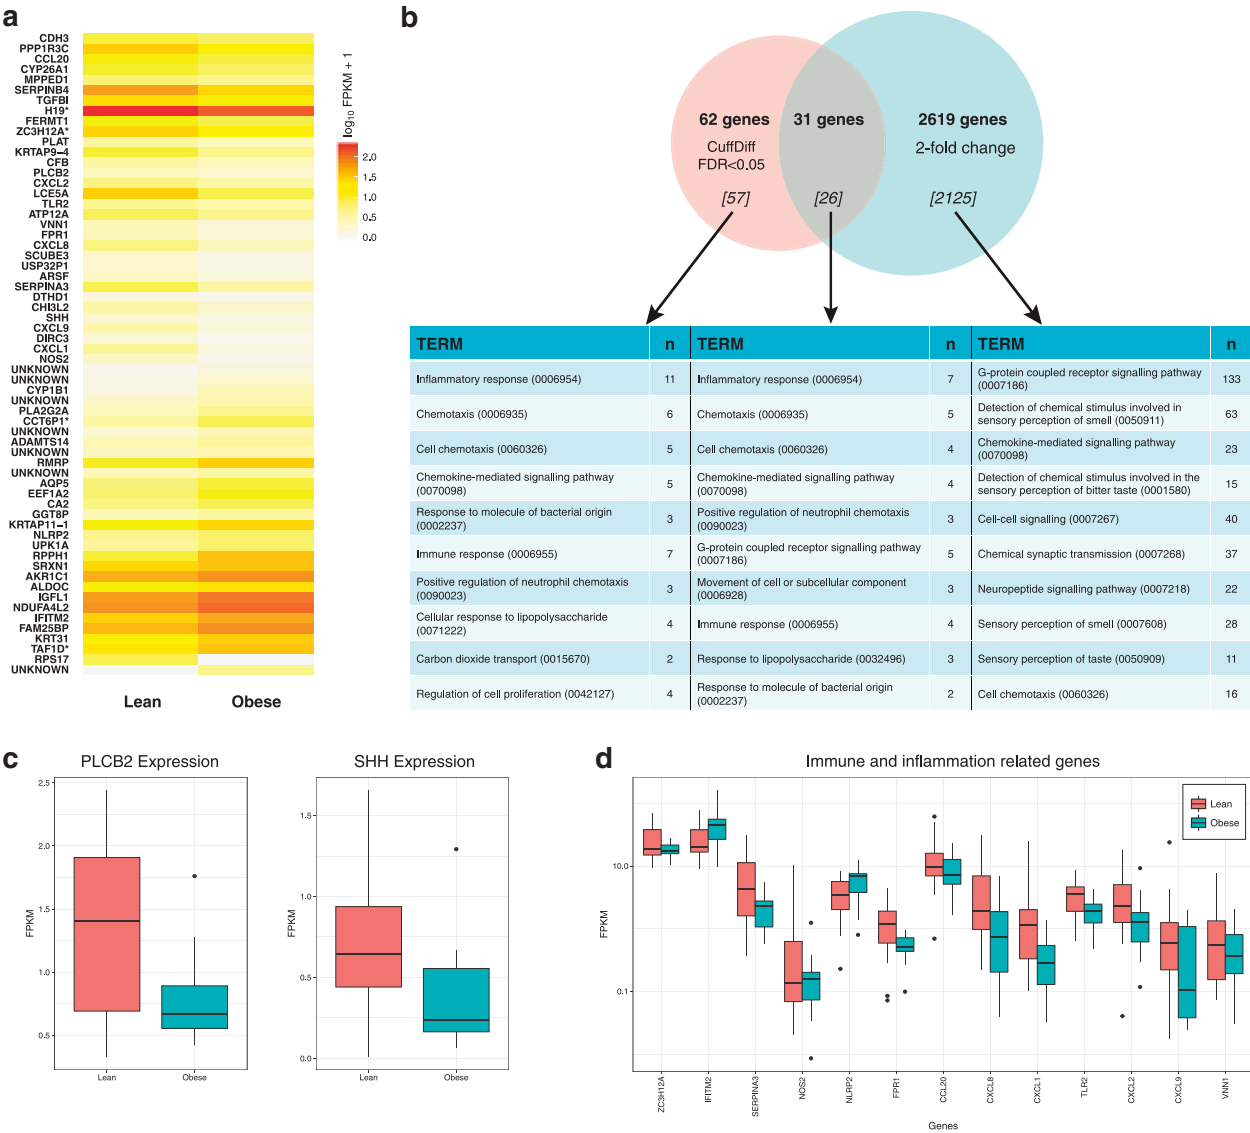 a
CDH3
PPP1R3C
CCL20
CYP26A1
MPPED1
SERPINB4
TGFBI
H19*
FERMT1
ZC3H12A*
PLAT
KRTAP9–4
CFB
PLCB2
CXCL2
LCE5A
TLR2
ATP12A
VNN1
FPR1
CXCL8
SCUBE3
USP32P1
ARSF
SERPINA3
DTHD1
CHI3L2
SHH
CXCL9
DIRC3
CXCL1
NOS2
UNKNOWN
UNKNOWN
CYP1B1
UNKNOWN
PLA2G2A
CCT6P1*
UNKNOWN
ADAMTS14
UNKNOWN
RMRP
UNKNOWN
AQP5
EEF1A2
CA2
GGT8P
KRTAP11–1
NLRP2
UPK1A
RPPH1
SRXN1
AKR1C1
ALDOC
IGFL1
NDUFA4L2
IFITM2
FAM25BP
KRT31
TAF1D*
RPS17
UNKNOWN
Lean Obese
log10 FPKM + 1
2.0
1.5
1.0
0.5
0.0
b
62 genes 31 genes 2619 genes
CuffDiff 2-fold change
FDR<0.05
[57] [26] [2125]
TERM n TERM n TERM n
Inflammatory response (0006954) 11 Inflammatory response (0006954) 7 G-protein coupled receptor signalling pathway (0007186) 133
Chemotaxis (0006935) 6 Chemotaxis (0006935) 5 Detection of chemical stimulus involved in sensory perception of smell (0050911) 63
Cell chemotaxis (0060326) 5 Cell chemotaxis (0060326) 4 Chemokine-mediated signalling pathway (0070098) 23
Chemokine-mediated signalling pathway (0070098) 5 Chemokine-mediated signalling pathway (0070098) 4 Detection of chemical stimulus involved in the sensory perception of bitter taste (0001580) 15
Response to molecule of bacterial origin (0002237) 3 Positive regulation of neutrophil chemotaxis (0090023) 3 Cell-cell signalling (0007267) 40
Immune response (0006955) 7 G-protein coupled receptor signalling pathway (0007186) 5 Chemical synaptic transmission (0007268) 37
Positive regulation of neutrophil chemotaxis (0090023) 3 Movement of cell or subcellular component (0006928) 3 Neuropeptide signalling pathway (0007218) 22
Cellular response to lipopolysaccharide (0071222) 4 Immune response (0006955) 4 Sensory perception of smell (0007608) 28
Carbon dioxide transport (0015670) 2 Response to lipopolysaccharide (0032496) 3 Sensory perception of taste (0050909) 11
Regulation of cell proliferation (0042127) 4 Response to molecule of bacterial origin (0002237) 2 Cell chemotaxis (0060326) 16
c
PLCB2 Expression
FPKM
2.5
2.0
1.5
1.0
0.5
Lean Obese
SHH Expression
FPKM
1.5
1.0
0.5
0.0
Lean Obese
d
Immune and inflammation related genes
FPKM
10.0
0.1
Lean
Obese
ZC3H12A IFITM2 SERPINA3 NOS2 NLRP2 FPR1 CCL20 CXCL8 CXCL1 TLR2 CXCL2 CXCL9 VNN1
Genes